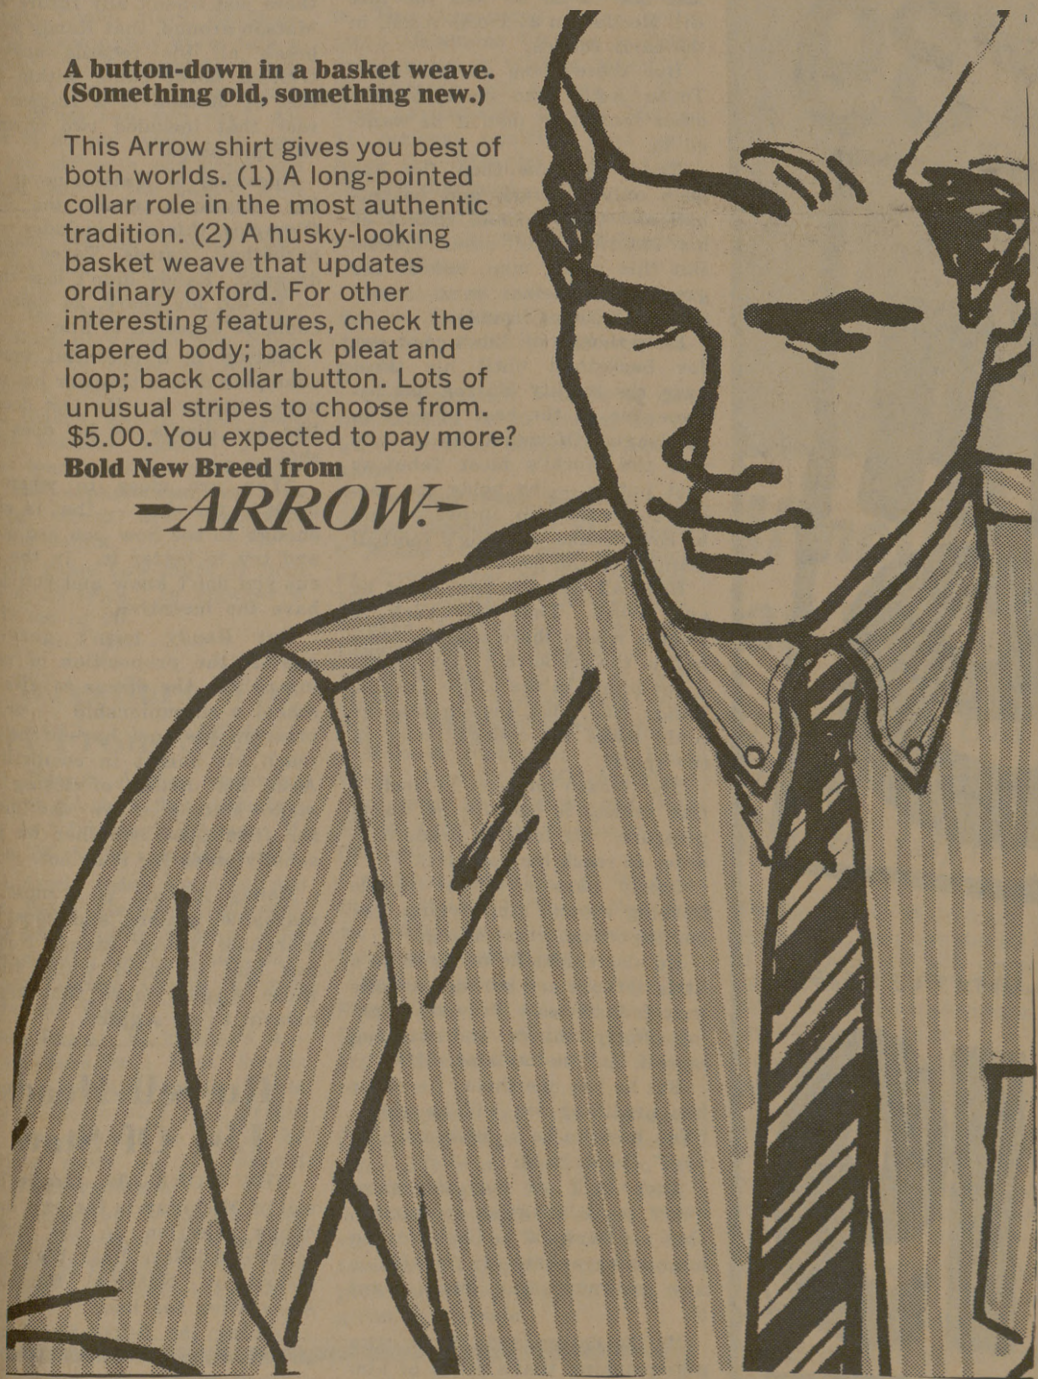 A button-down in a basket weave.
(Something old, something new.)
This Arrow shirt gives you best of
both worlds. (1) A long-pointed
collar role in the most authentic
tradition. (2) A husky-looking
basket weave that updates
ordinary oxford. For other
interesting features, check the
tapered body; back pleat and
loop; back collar button. Lots of
unusual stripes to choose from.
$5.00. You expected to pay more?
Bold New Breed from
ARROW.